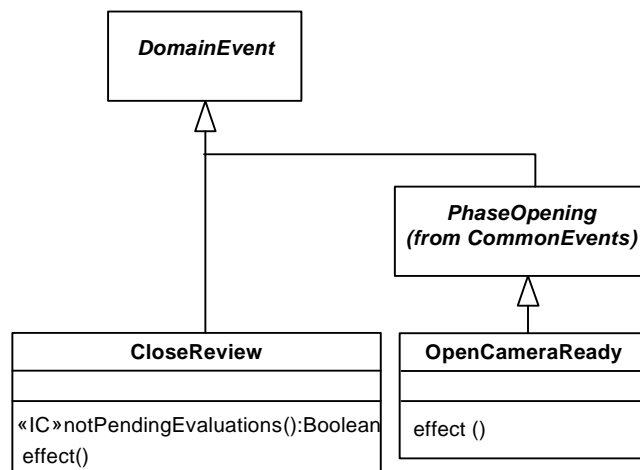 DomainEvent
PhaseOpening
(from CommonEvents)
CloseReview
«IC»notPendingEvaluations():Boolean
effect()
OpenCameraReady
effect ()